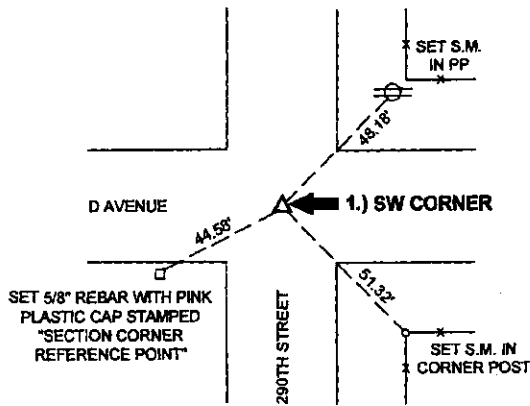 SET S.M.
IN PP
48.18'
D AVENUE
1.) SW CORNER
44.58'
51.32'
SET 5/8" REBAR WITH PINK
PLASTIC CAP STAMPED
"SECTION CORNER
REFERENCE POINT"
290TH STREET
SET S.M. IN
CORNER POST